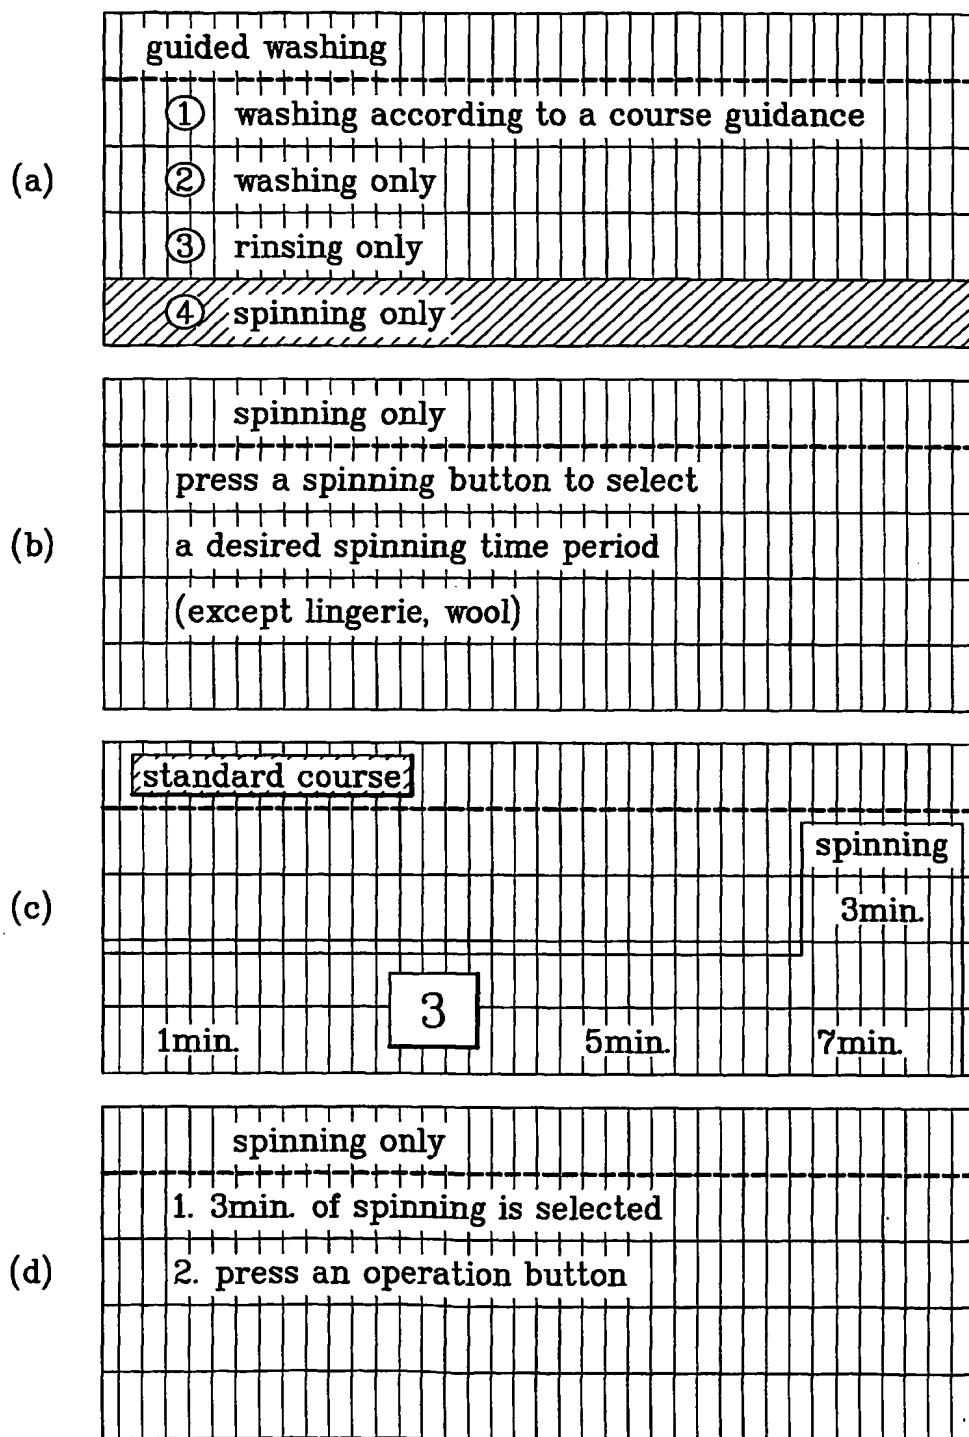 (a)
guided washing
① washing according to a course guidance
② washing only
③ rinsing only
④ spinning only
(b)
spinning only
press a spinning button to select
a desired spinning time period
(except lingerie, wool)
(c)
standard course
spinning
3min.
1min. 3 5min. 7min.
(d)
spinning only
1. 3min. of spinning is selected
2. press an operation button